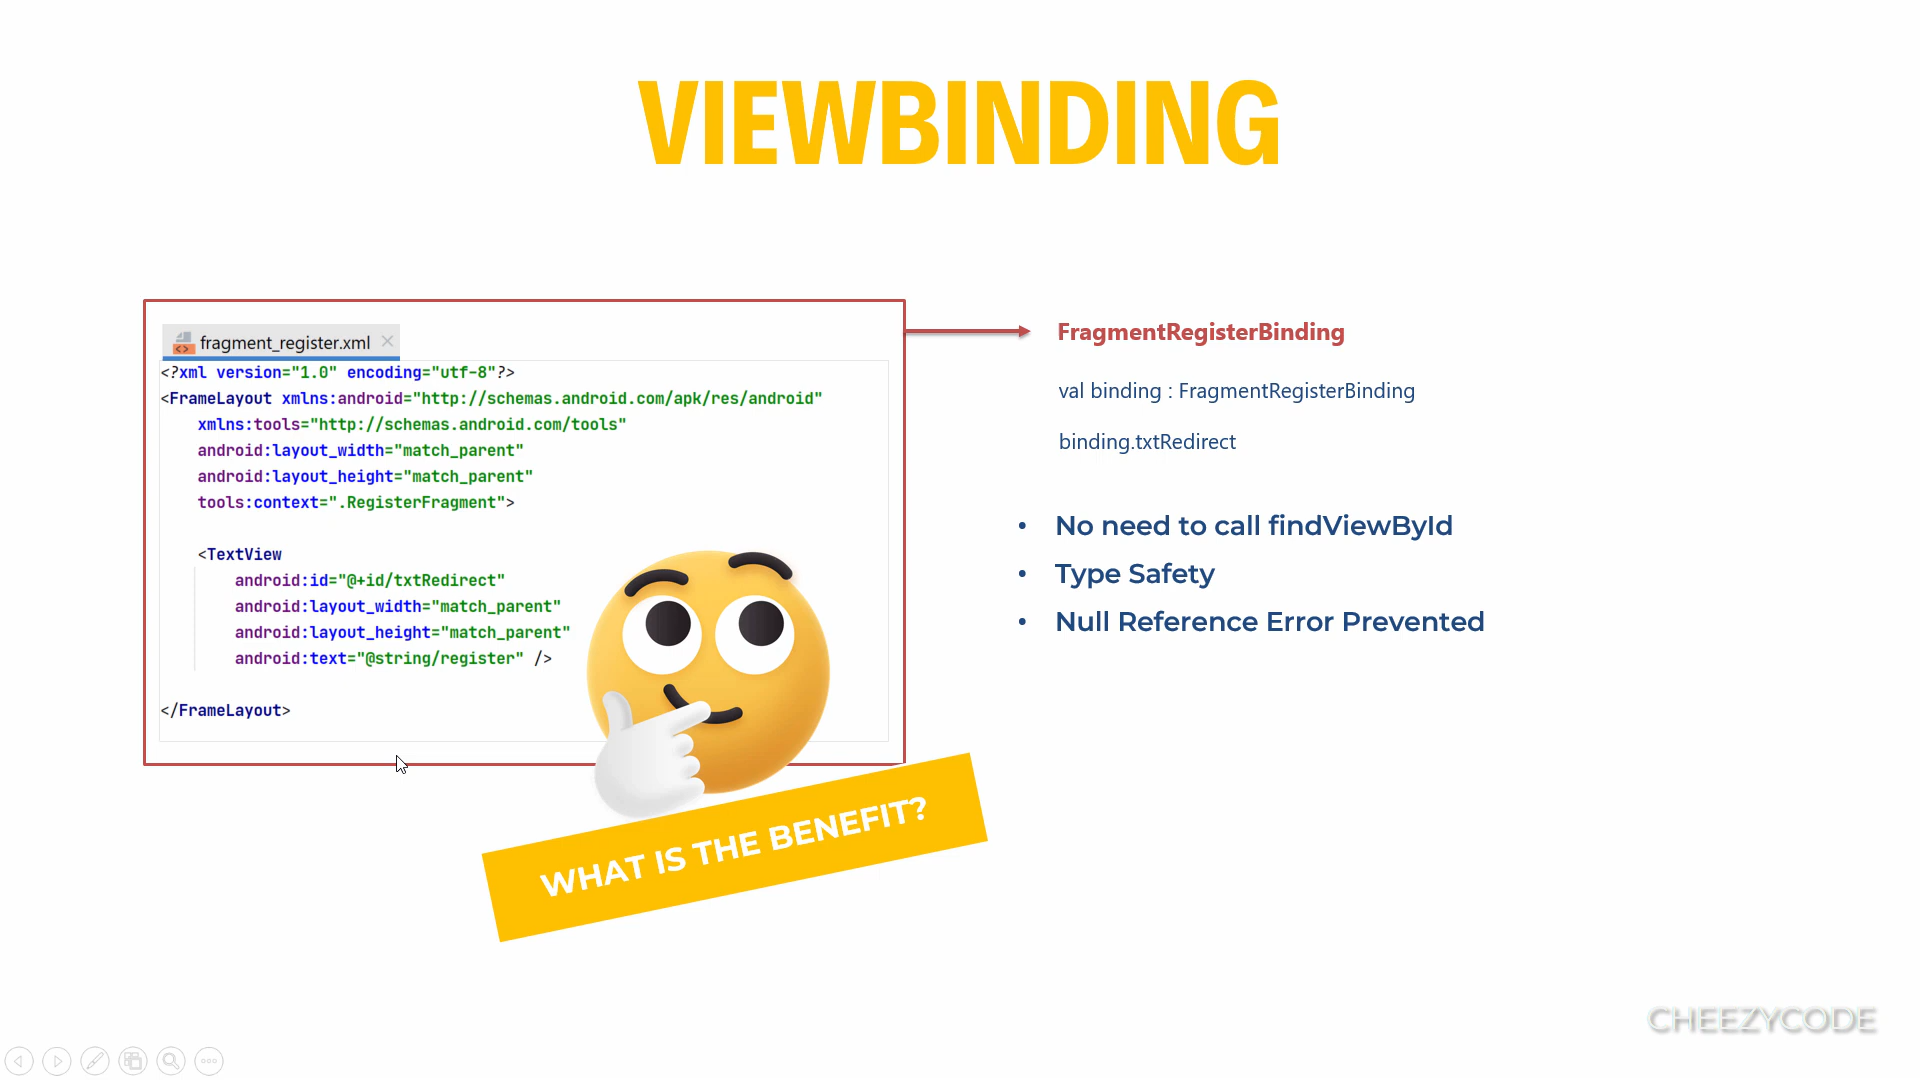 VIEWBINDING
fragment_register.xml
<?xml version="1.0" encoding="utf-8"?>
<FrameLayout xmlns:android="http://schemas.android.com/apk/res/android"
xmlns:tools="http://schemas.android.com/tools"
android:layout_width="match_parent"
android:layout_height="match_parent"
tools:context=".RegisterFragment">
<TextView
android:id="@+id/txtRedirect"
android:layout_width="match_parent"
android:layout_height="match_parent"
android:text="@string/register" />
</FrameLayout>
WHAT IS THE BENEFIT?
FragmentRegisterBinding
val binding : FragmentRegisterBinding
binding.txtRedirect
• No need to call findViewById
• Type Safety
• Null Reference Error Prevented
CHEEZYCODE